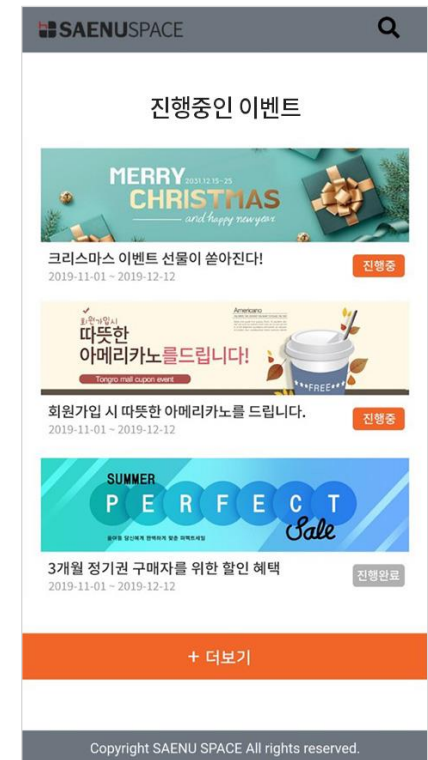 SAENUSPACE
진행중인 이벤트
MERRY 2031 12 15-25
CHRISTMAS
and happy new year
크리스마스 이벤트 선물이 쏟아진다!
2019-11-01 ~ 2019-12-12
진행중
회원가입시
따뜻한
아메리카노를드립니다!
Tongro mall cupon event
Americano
FREE
회원가입 시 따뜻한 아메리카노를 드립니다.
2019-11-01 ~ 2019-12-12
진행중
SUMMER
PERFECT
Sale
3개월 정기권 구매자를 위한 할인 혜택
2019-11-01 ~ 2019-12-12
진행완료
+ 더보기
Copyright SAENU SPACE All rights reserved.